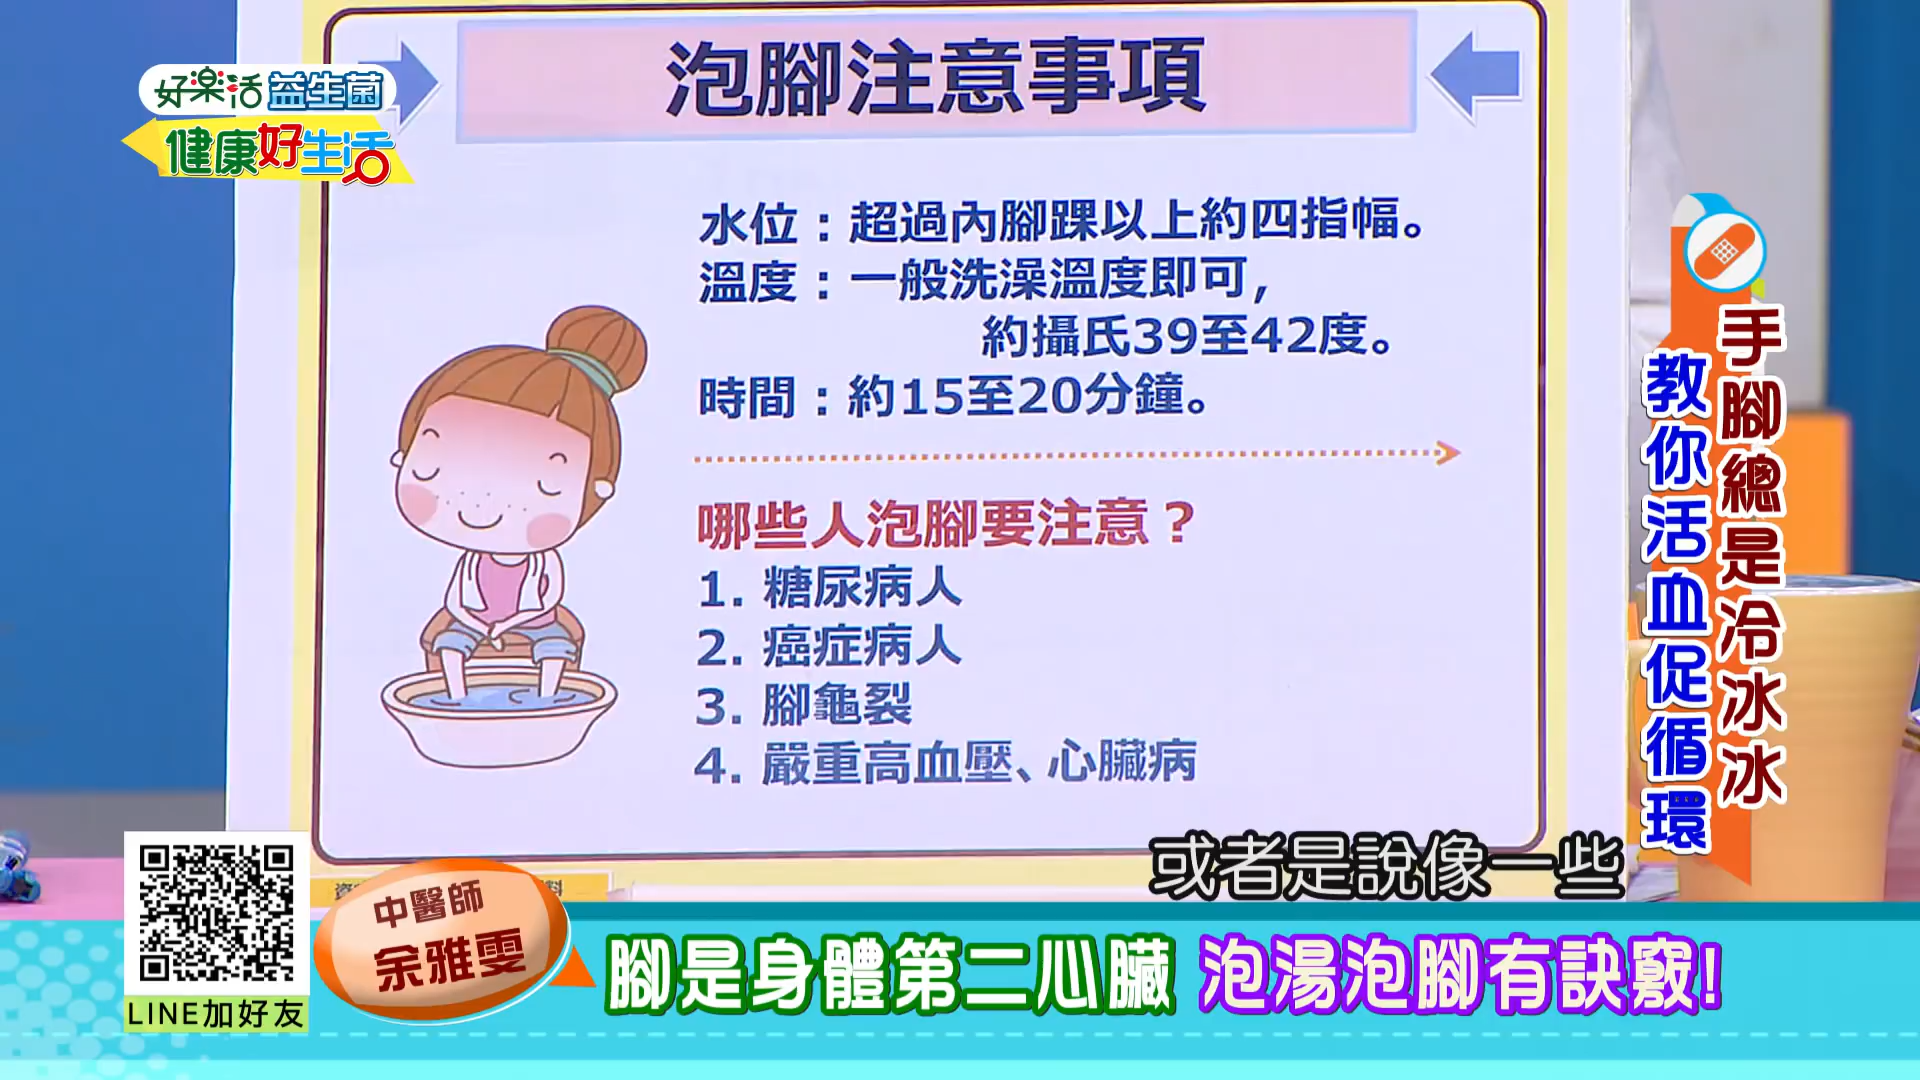 好樂活益生菌
健康好生活
泡腳注意事項
水位：超過內腳踝以上約四指幅。
溫度：一般洗澡溫度即可，
約攝氏39至42度。
時間：約15至20分鐘。
哪些人泡腳要注意？
1. 糖尿病人
2. 癌症病人
3. 腳龜裂
4. 嚴重高血壓、心臟病
手腳總是冷冰冰
教你活血促循環
或者是說像一些
中醫師
余雅雯
腳是身體第二心臟 泡湯泡腳有訣竅!
LINE加好友